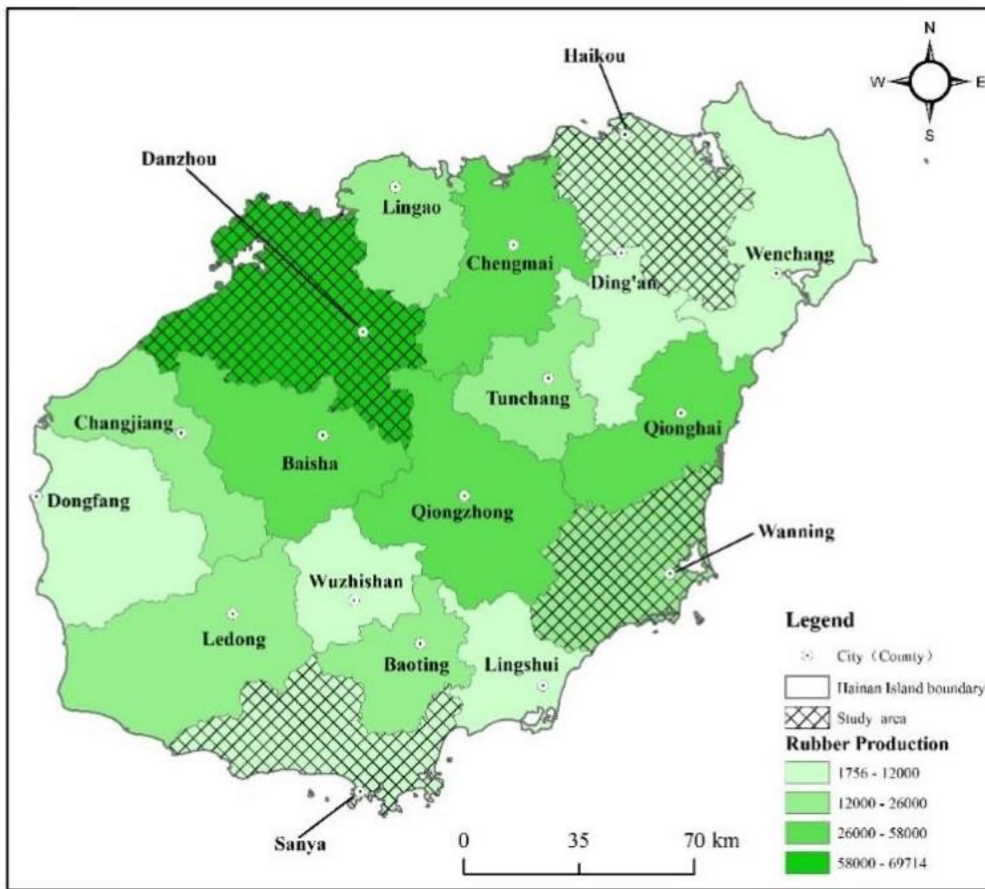 N
W E
S
Haikou
Danzhou
Lingao
Chengmai
Wenchang
Ding'an
Tunchang
Changjiang
Qionghai
Baisha
Dongfang
Qiongzhong
Wanning
Wuzhishan
Ledong
Baoting
Lingshui
Sanya
0 35 70 km
Legend
City（County）
Hainan Island boundary
Study area
Rubber Production
1756 - 12000
12000 - 26000
26000 - 58000
58000 - 69714